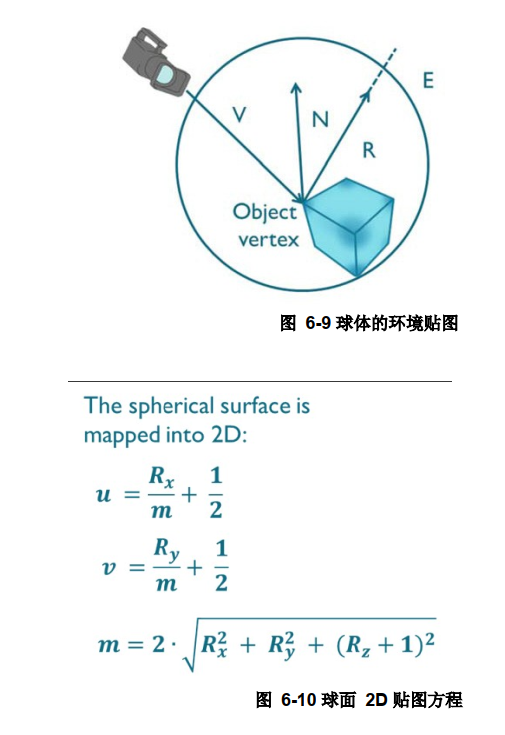 V
N
E
R
Object
vertex
图 6-9 球体的环境贴图
The spherical surface is
mapped into 2D:
u = \frac{R_x}{m} + \frac{1}{2}
v = \frac{R_y}{m} + \frac{1}{2}
m = 2 · \sqrt{R_x^2 + R_y^2 + (R_z + 1)^2}
图 6-10 球面 2D 贴图方程